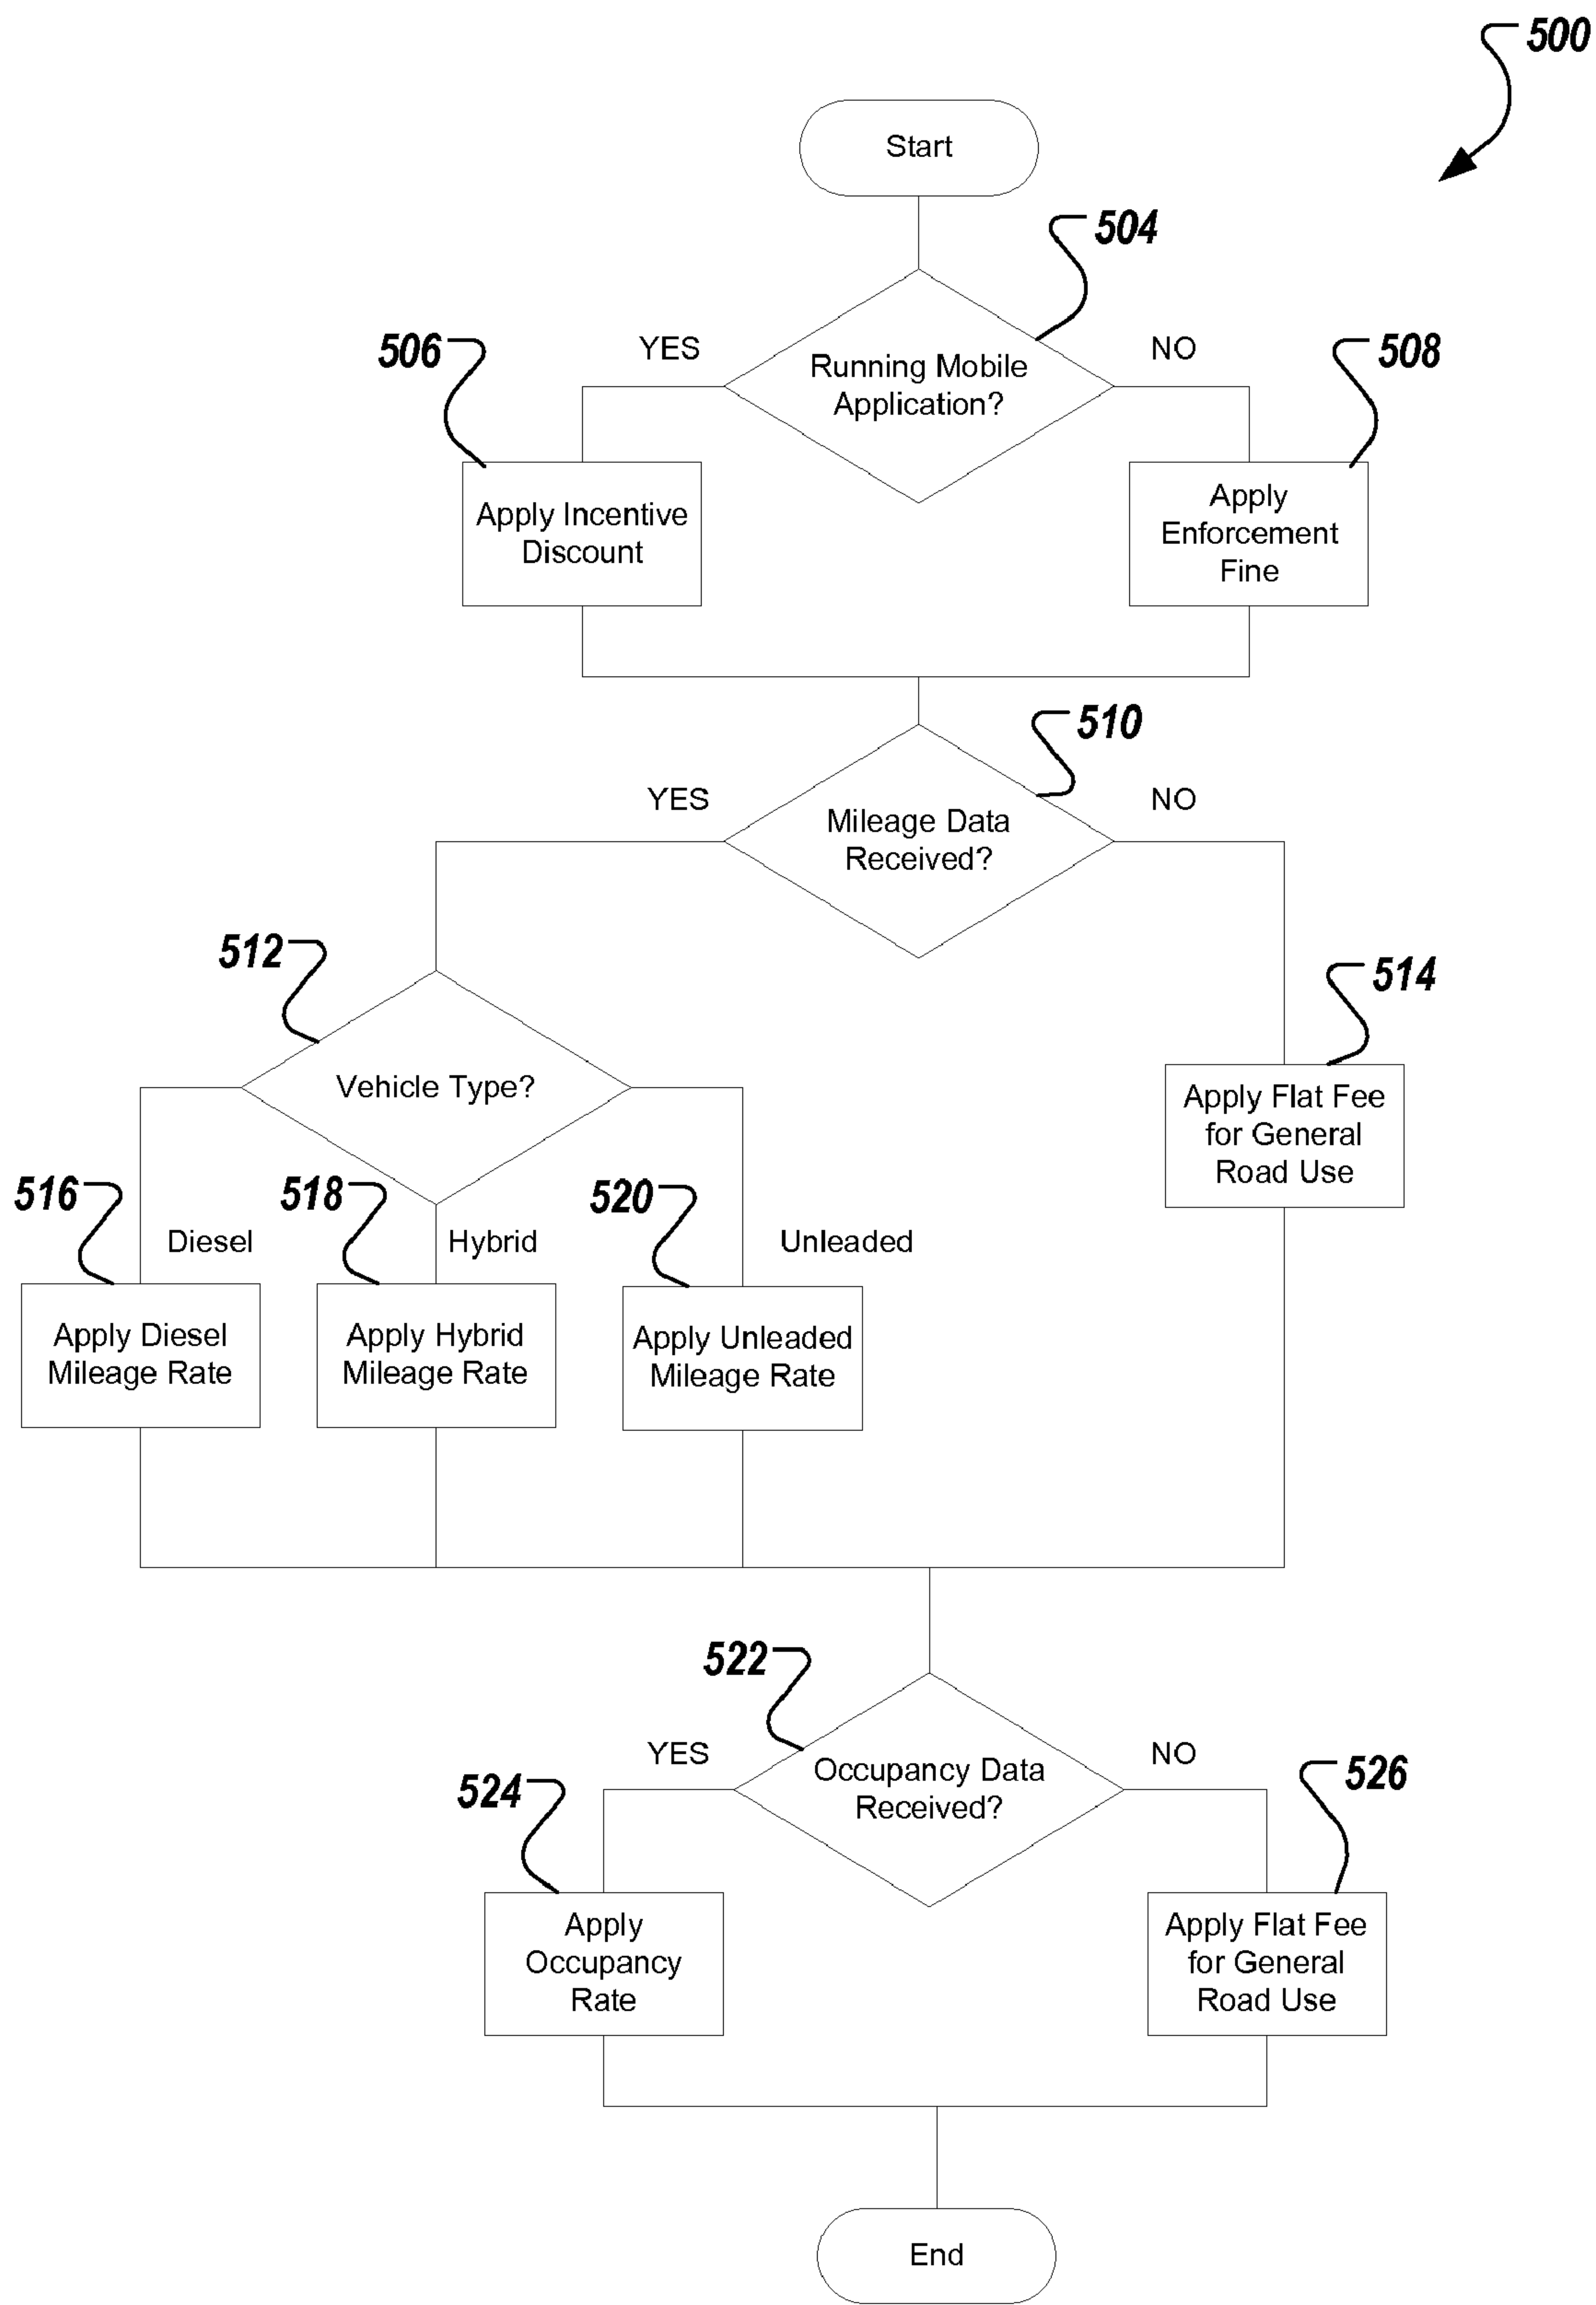 500
Start
504
YES
NO
506
508
Running Mobile
Application?
Apply Incentive
Discount
Apply
Enforcement
Fine
510
YES
NO
Mileage Data
Received?
512
514
Vehicle Type?
Apply Flat Fee
for General
Road Use
516
518
520
Diesel
Hybrid
Unleaded
Apply Diesel
Mileage Rate
Apply Hybrid
Mileage Rate
Apply Unleaded
Mileage Rate
522
YES
NO
524
526
Occupancy Data
Received?
Apply
Occupancy
Rate
Apply Flat Fee
for General
Road Use
End